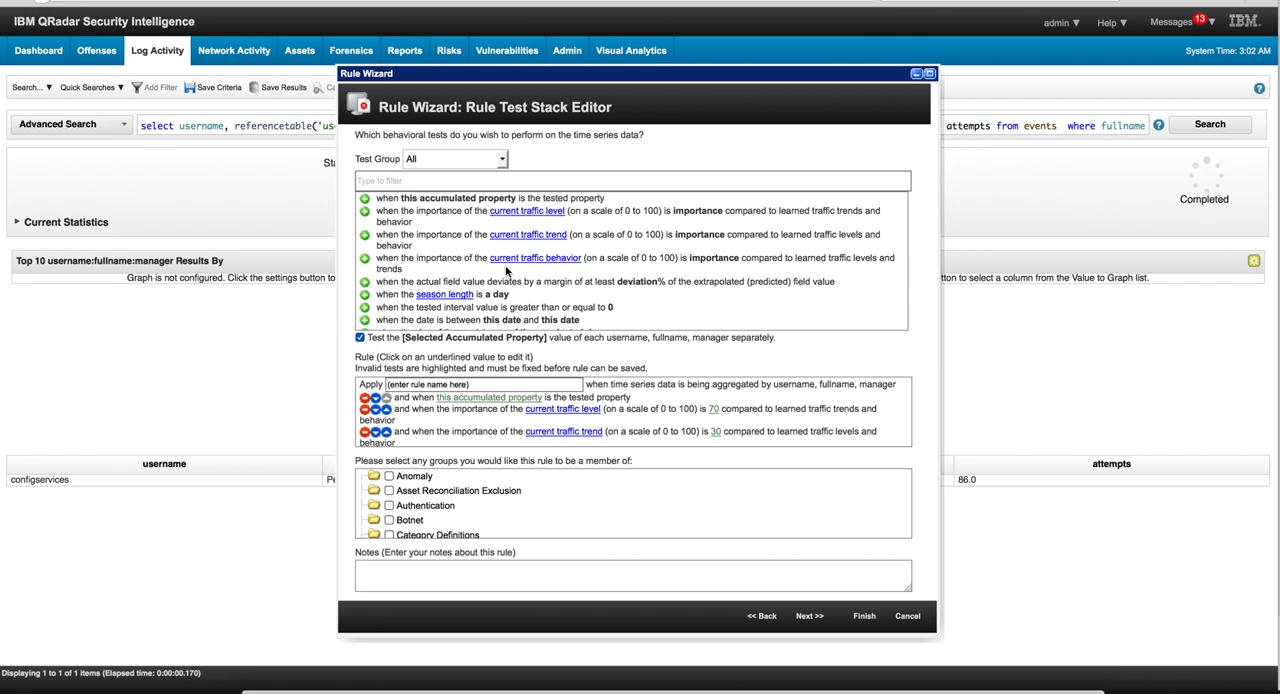 IBM QRadar Security Intelligence
admin ▼ Help ▼ Messages 13 ▼ IBM.
Dashboard Offenses Log Activity Network Activity Assets Forensics Reports Risks Vulnerabilities Admin Visual Analytics System Time: 3:02 AM
Rule Wizard
Search... ▼ Quick Searches ▼ Add Filter Save Criteria Save Results
Rule Wizard: Rule Test Stack Editor
Advanced Search select username, referencetable('us attempts from events where fullname Search
Which behavioral tests do you wish to perform on the time series data?
Test Group All
Type to filter
Completed
Current Statistics
when this accumulated property is the tested property
when the importance of the current traffic level (on a scale of 0 to 100) is importance compared to learned traffic trends and
behavior
when the importance of the current traffic trend (on a scale of 0 to 100) is importance compared to learned traffic levels and
behavior
when the importance of the current traffic behavior (on a scale of 0 to 100) is importance compared to learned traffic levels and
trends
when the actual field value deviates by a margin of at least deviation% of the extrapolated (predicted) field value
when the season length is a day
when the tested interval value is greater than or equal to 0
when the date is between this date and this date
Top 10 username:fullname:manager Results By
Graph is not configured. Click the settings button to
ton to select a column from the Value to Graph list.
Test the [Selected Accumulated Property] value of each username, fullname, manager separately.
Rule (Click on an underlined value to edit it)
Invalid tests are highlighted and must be fixed before rule can be saved.
Apply (enter rule name here) when time series data is being aggregated by username, fullname, manager
and when this accumulated property is the tested property
and when the importance of the current traffic level (on a scale of 0 to 100) is 70 compared to learned traffic trends and
behavior
and when the importance of the current traffic trend (on a scale of 0 to 100) is 30 compared to learned traffic levels and
behavior
Please select any groups you would like this rule to be a member of:
Anomaly
Asset Reconciliation Exclusion
Authentication
Botnet
Category Definitions
username attempts
configservices 86.0
Notes (Enter your notes about this rule)
<< Back Next >> Finish Cancel
Displaying 1 to 1 of 1 items (Elapsed time: 0:00:00.170)